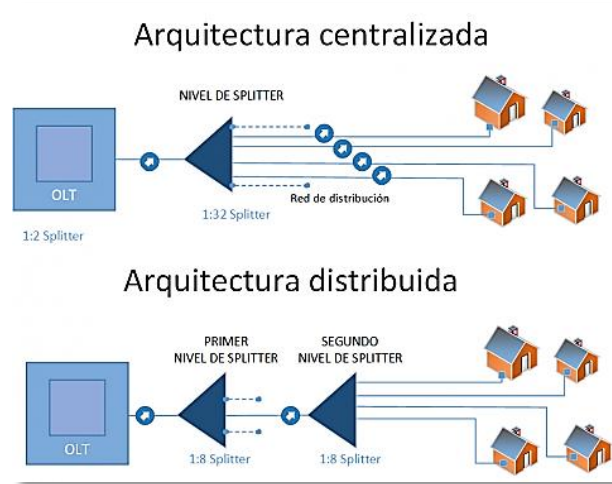 Arquitectura centralizada
NIVEL DE SPLITTER
OLT
Red de distribución
1:2 Splitter
1:32 Splitter
Arquitectura distribuida
PRIMER
NIVEL DE SPLITTER
SEGUNDO
NIVEL DE SPLITTER
OLT
1:8 Splitter
1:8 Splitter